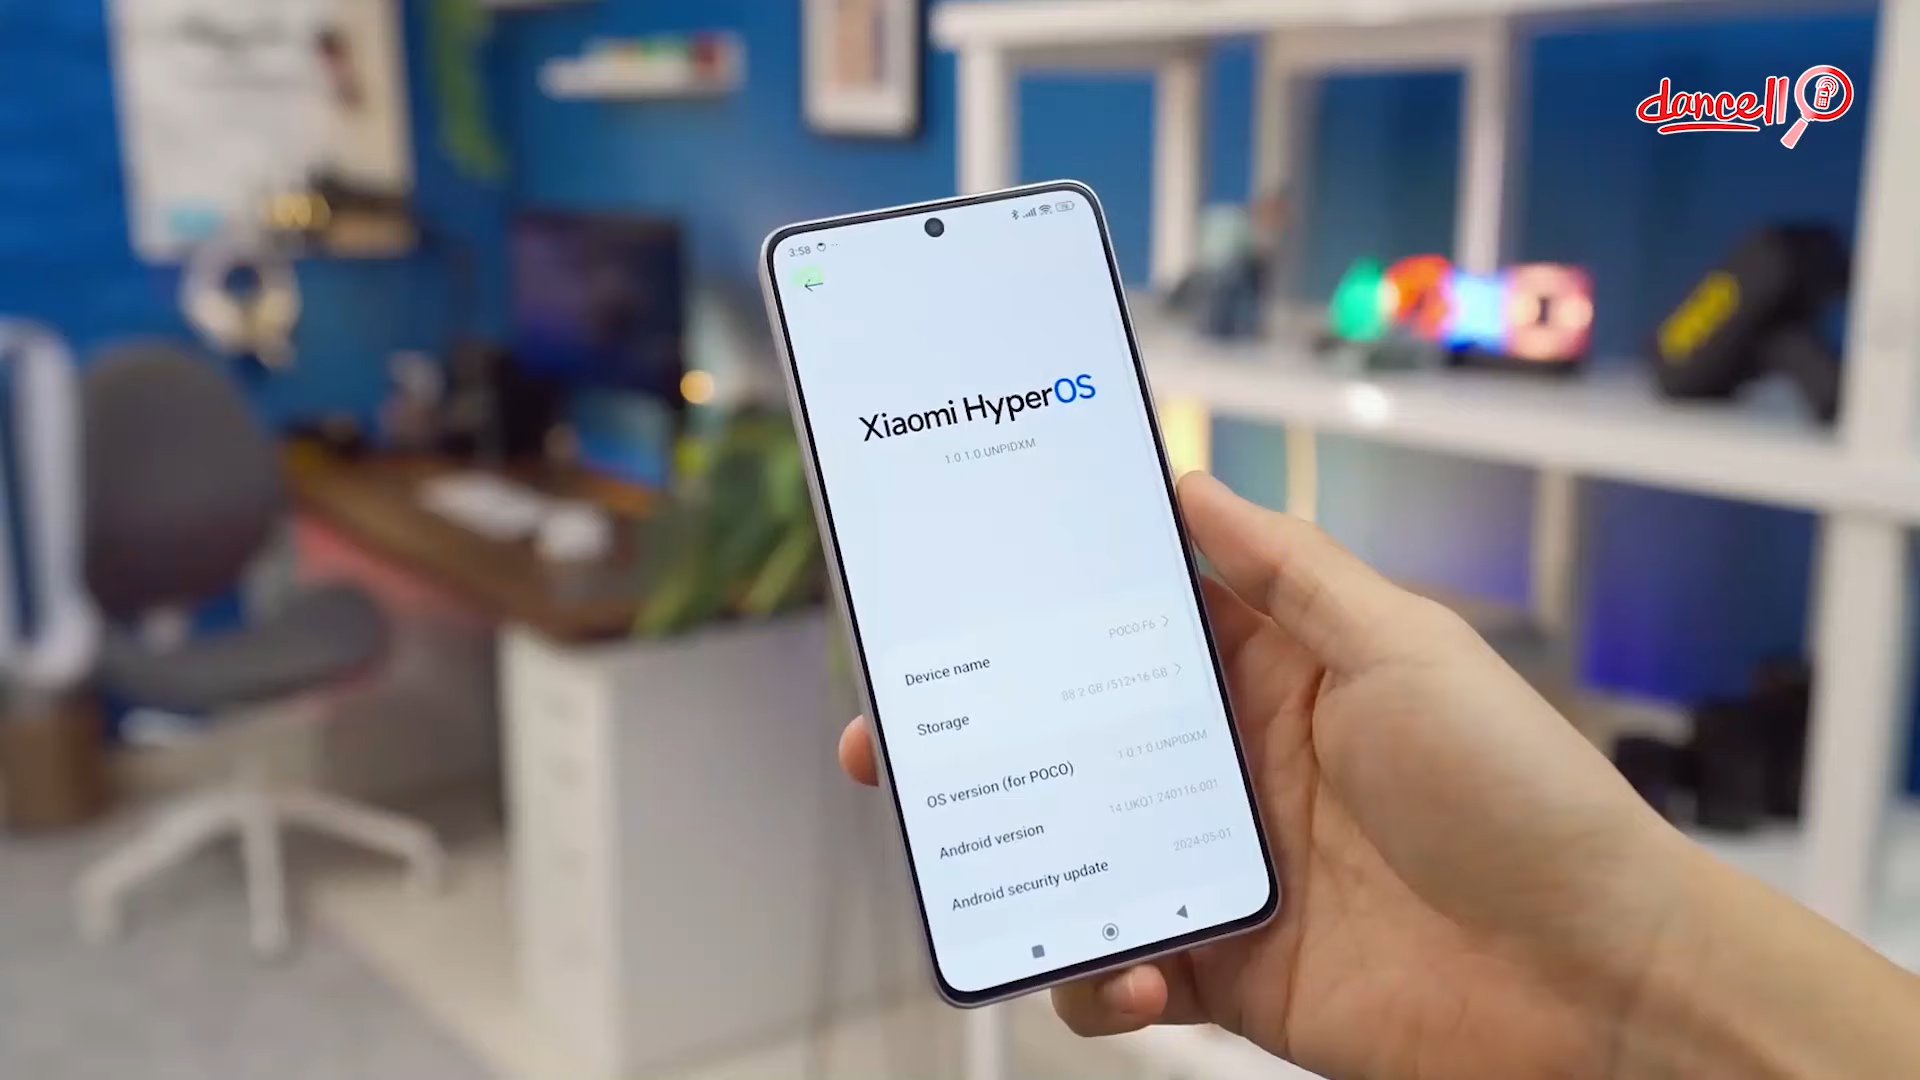 dancell
3:58
Xiaomi HyperOS
1.0.1.0.UNPIDXM
Device name POCO F6
Storage 88.2 GB /512+16 GB
OS version (for POCO) 1.0.1.0.UNPIDXM
Android version 14 UKQ1.240116.001
Android security update 2024-05-01